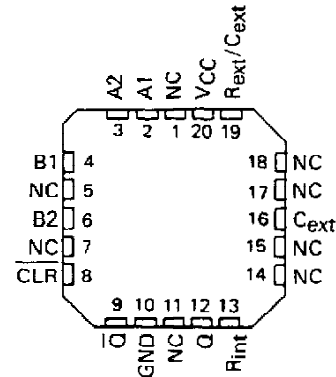 A2 A1 NC VCC Rext/Cext
3 2 1 20 19
B1 4 18 NC
NC 5 17 NC
B2 6 16 Cext
NC 7 15 NC
CLR 8 14 NC
9 10 11 12 13
Q GND NC Q Rint